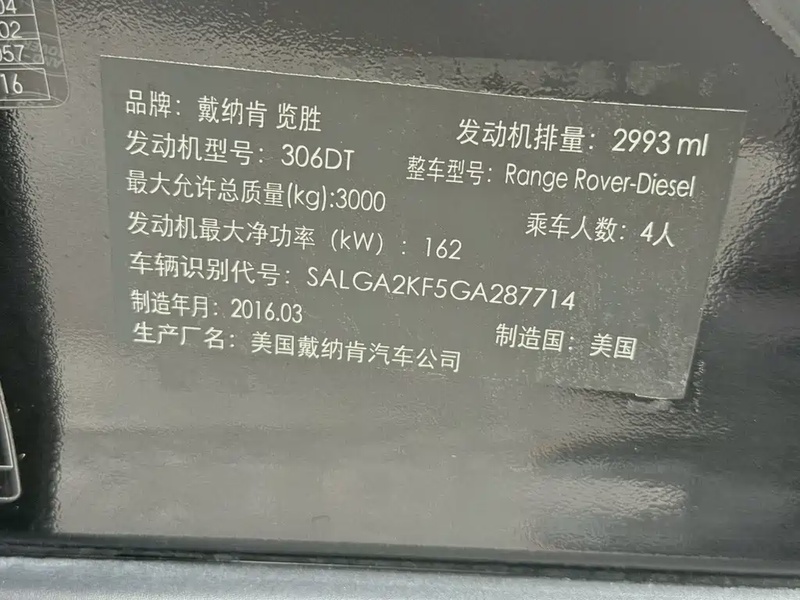 04
02
057
16
品牌：戴纳肯 览胜
发动机排量：2993 ml
发动机型号：306DT
整车型号：Range Rover-Diesel
最大允许总质量(kg):3000
乘车人数：4人
发动机最大净功率（kW）：162
车辆识别代号：SALGA2KF5GA287714
制造年月：2016.03
制造国：美国
生产厂名：美国戴纳肯汽车公司